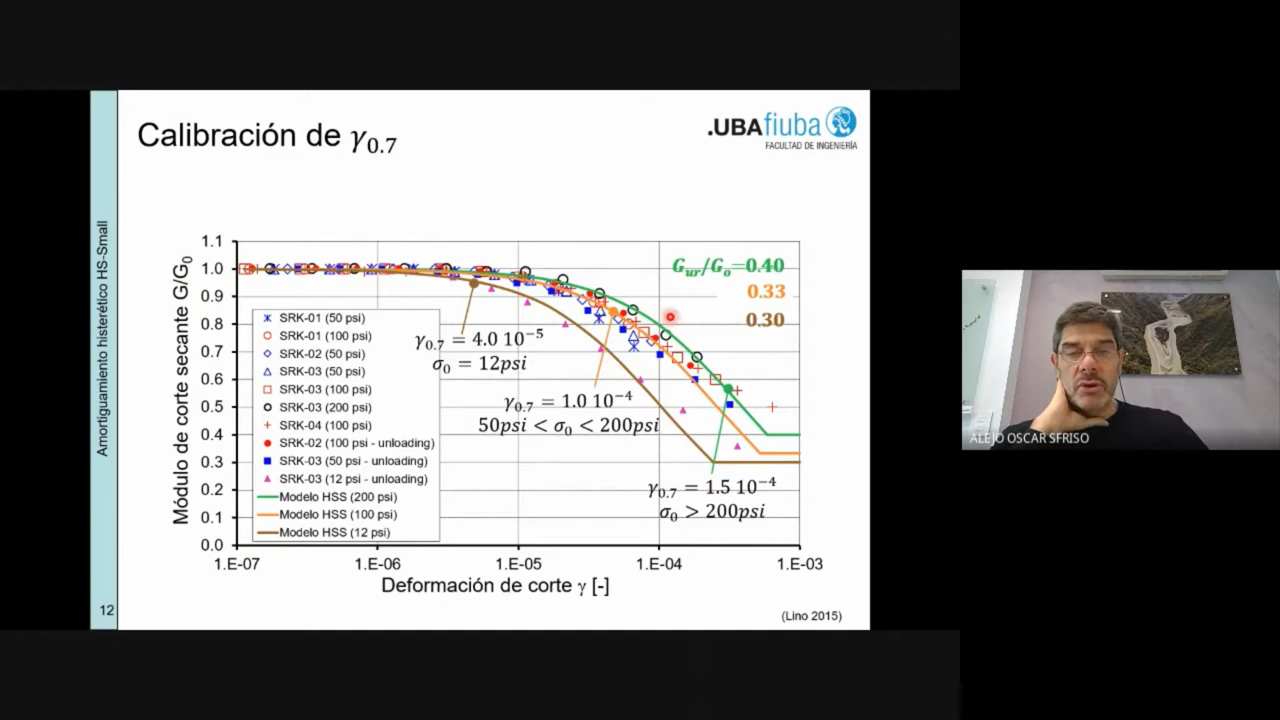 Calibración de γ0.7
.UBAfiuba
FACULTAD DE INGENIERÍA
Amortiguamiento histerético HS-Small
12
Módulo de corte secante G/G0
1.1
1.0
0.9
0.8
0.7
0.6
0.5
0.4
0.3
0.2
0.1
0.0
SRK-01 (50 psi)
SRK-01 (100 psi)
SRK-02 (50 psi)
SRK-03 (50 psi)
SRK-03 (100 psi)
SRK-03 (200 psi)
SRK-04 (100 psi)
SRK-02 (100 psi - unloading)
SRK-03 (50 psi - unloading)
SRK-03 (12 psi - unloading)
Modelo HSS (200 psi)
Modelo HSS (100 psi)
Modelo HSS (12 psi)
γ0.7 = 4.0 10-5
σ0 = 12psi
γ0.7 = 1.0 10-4
50psi < σ0 < 200psi
γ0.7 = 1.5 10-4
σ0 > 200psi
Gur/Go=0.40
0.33
0.30
1.E-07 1.E-06 1.E-05 1.E-04 1.E-03
Deformación de corte γ [-]
(Lino 2015)
ALEJO OSCAR SFRISO